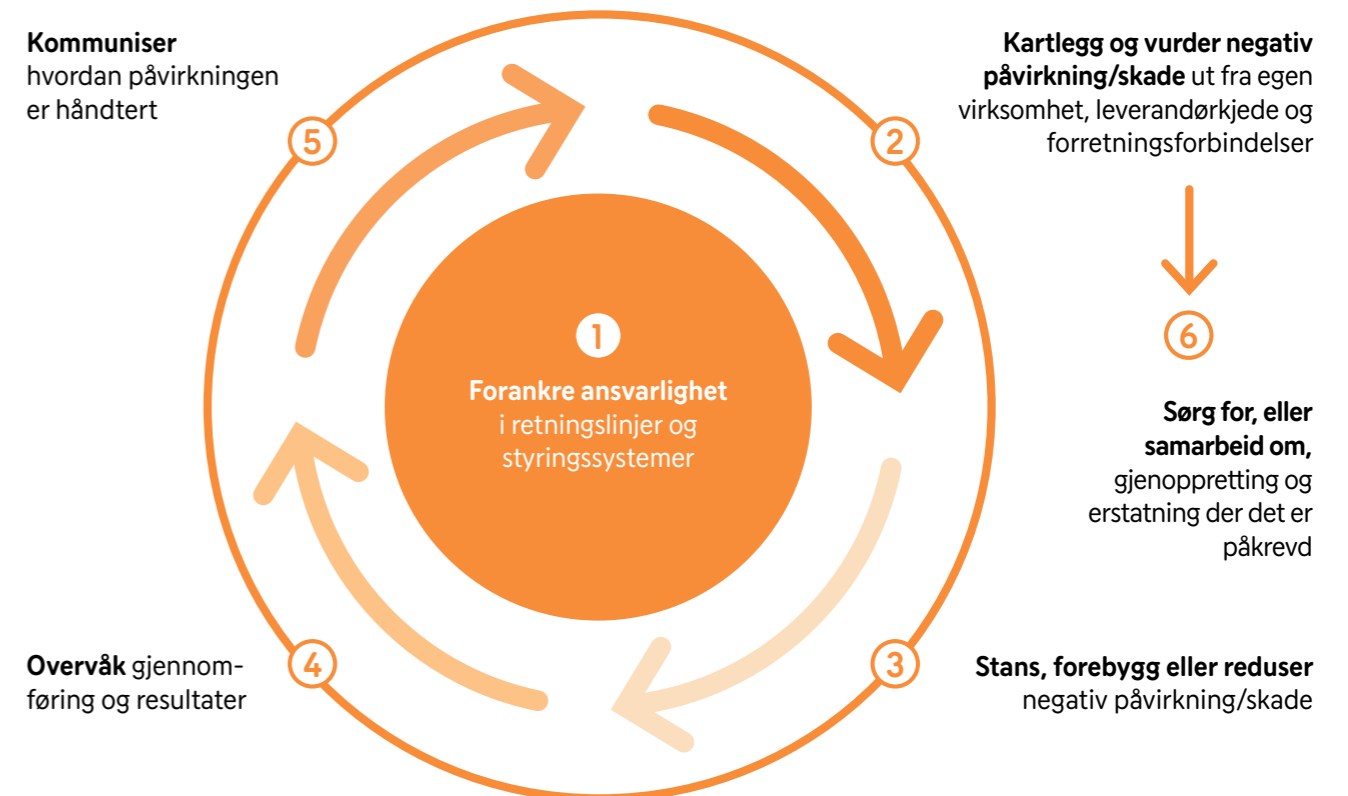 Kommuniser
hvordan påvirkningen
er håndtert
5
Kartlegg og vurder negativ
påvirkning/skade ut fra egen
virksomhet, leverandørkjede og
forretningsforbindelser
2
1
Forankre ansvarlighet
i retningslinjer og
styringssystemer
6
Sørg for, eller
samarbeid om,
gjenoppretting og
erstatning der det er
påkrevd
Overvåk gjennom-
føring og resultater
4
3
Stans, forebygg eller reduser
negativ påvirkning/skade